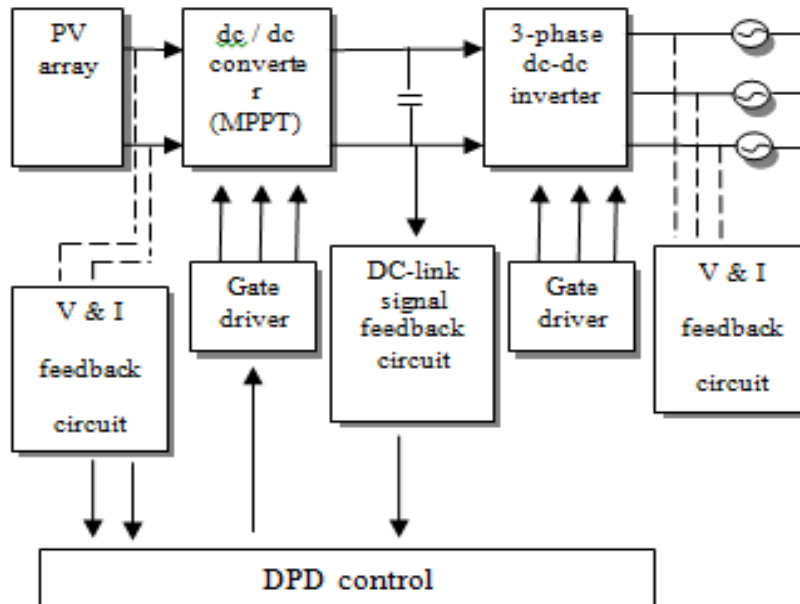 PV
array
dc / dc
converte
r
(MPPT)
3-phase
dc-dc
inverter
V & I
feedback
circuit
Gate
driver
DC-link
signal
feedback
circuit
Gate
driver
V & I
feedback
circuit
DPD control